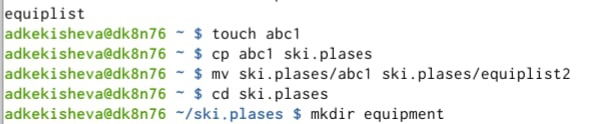 equiplist
adkekisheva@dk8n76 ~ $ touch abc1
adkekisheva@dk8n76 ~ $ cp abc1 ski.plases
adkekisheva@dk8n76 ~ $ mv ski.plases/abc1 ski.plases/equiplist2
adkekisheva@dk8n76 ~ $ cd ski.plases
adkekisheva@dk8n76 ~/ski.plases $ mkdir equipment